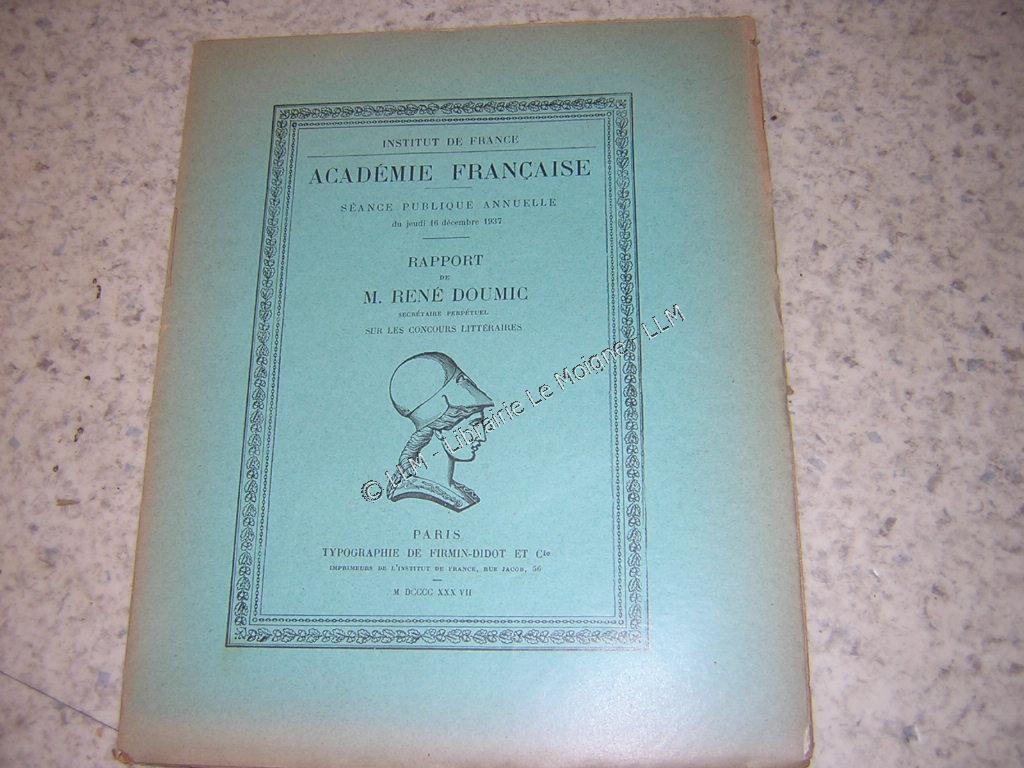 INSTITUT DE FRANCE
ACADÉMIE FRANÇAISE
SÉANCE PUBLIQUE ANNUELLE
du jeudi 16 décembre 1937
RAPPORT
DE
M. RENÉ DOUMIC
SECRÉTAIRE PERPÉTUEL
SUR LES CONCOURS LITTÉRAIRES
© LLM - Librairie Le Moigne - LLM
PARIS
TYPOGRAPHIE DE FIRMIN-DIDOT ET Cie
IMPRIMEURS DE L'INSTITUT DE FRANCE, RUE JACOB, 56
M DCCCC XXX VII